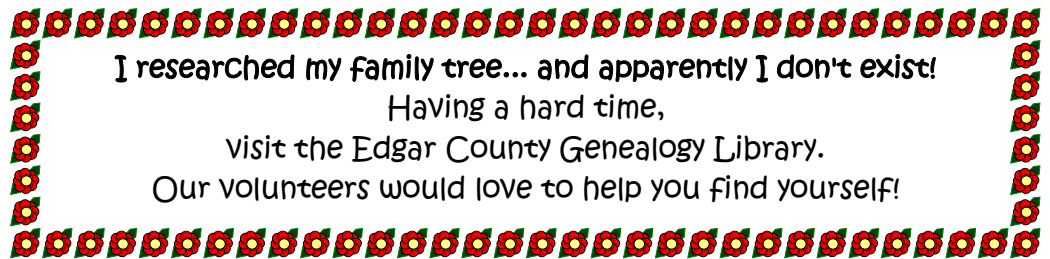 I researched my family tree... and apparently I don't exist!
Having a hard time,
visit the Edgar County Genealogy Library.
Our volunteers would love to help you find yourself!